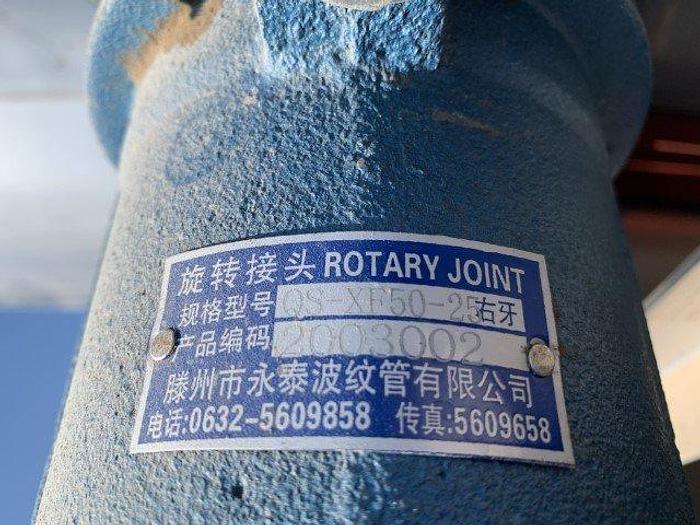 旋转接头 ROTARY JOINT
规格型号 QS-XF50-25右牙
产品编码 2003002
滕州市永泰波纹管有限公司
电话:0632-5609858 传真:5609658